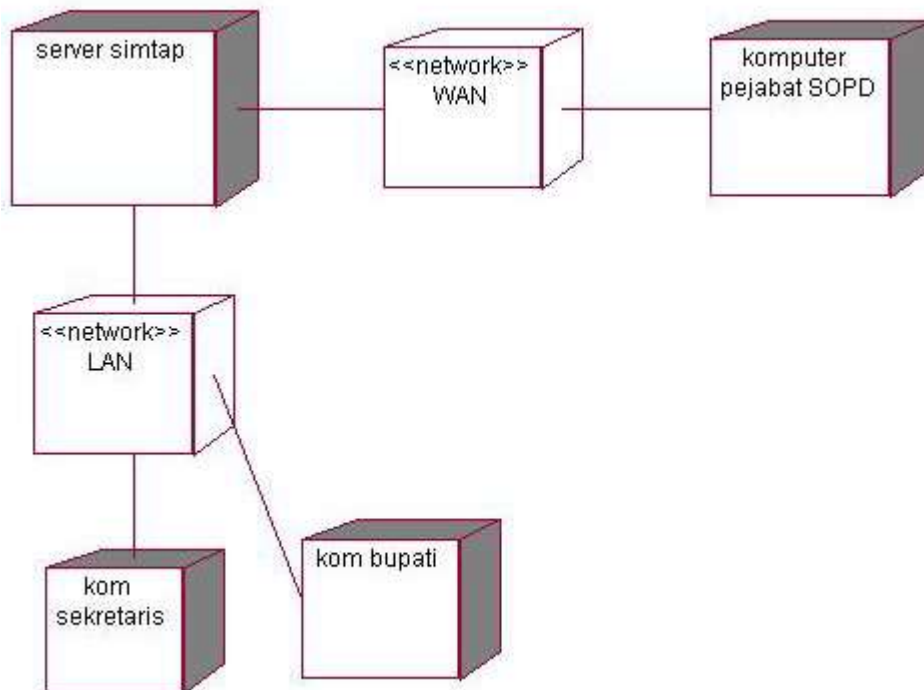 server simtap
<<network>>
WAN
komputer
pejabat SOPD
<<network>>
LAN
kom
sekretaris
kom bupati